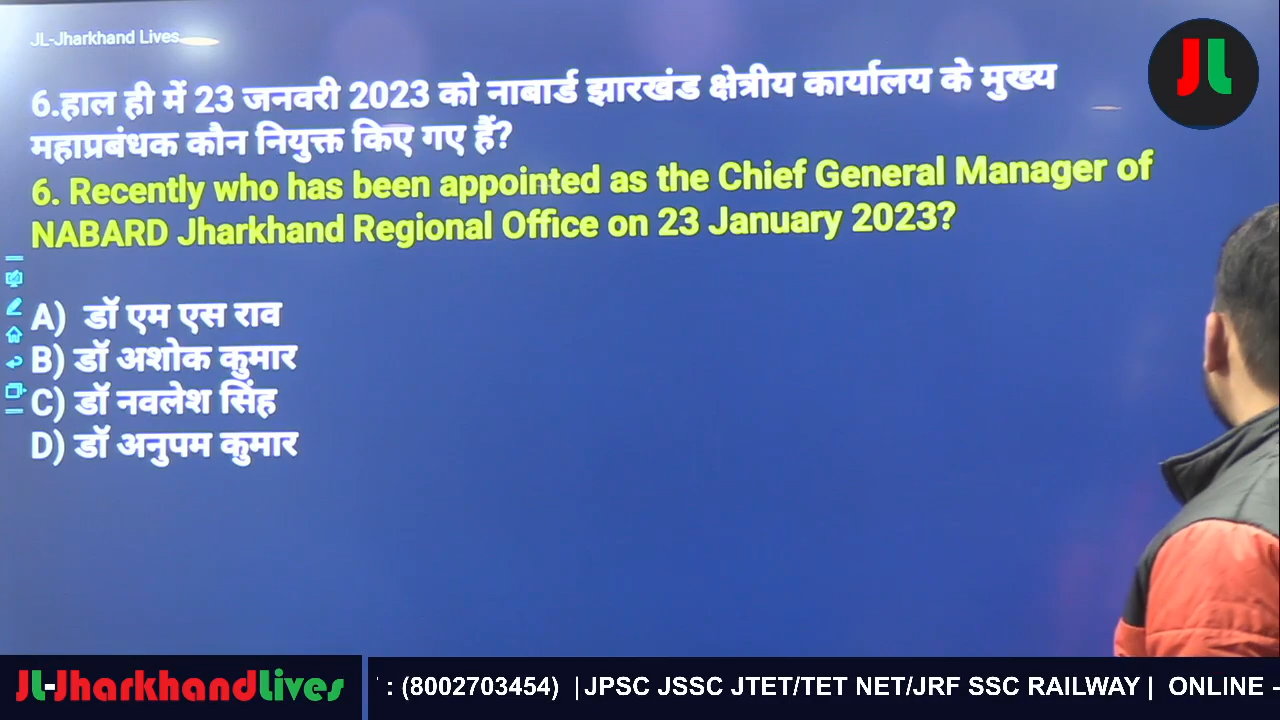 JL-Jharkhand Lives
JL
6.हाल ही में 23 जनवरी 2023 को नाबार्ड झारखंड क्षेत्रीय कार्यालय के मुख्य
महाप्रबंधक कौन नियुक्त किए गए हैं?
6. Recently who has been appointed as the Chief General Manager of
NABARD Jharkhand Regional Office on 23 January 2023?
A) डॉ एम एस राव
B) डॉ अशोक कुमार
C) डॉ नवलेश सिंह
D) डॉ अनुपम कुमार
JL-JharkhandLives
: (8002703454) | JPSC JSSC JTET/TET NET/JRF SSC RAILWAY | ONLINE -